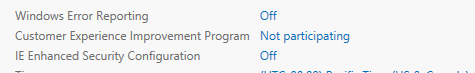 Windows Error Reporting Off
Customer Experience Improvement Program Not participating
IE Enhanced Security Configuration Off